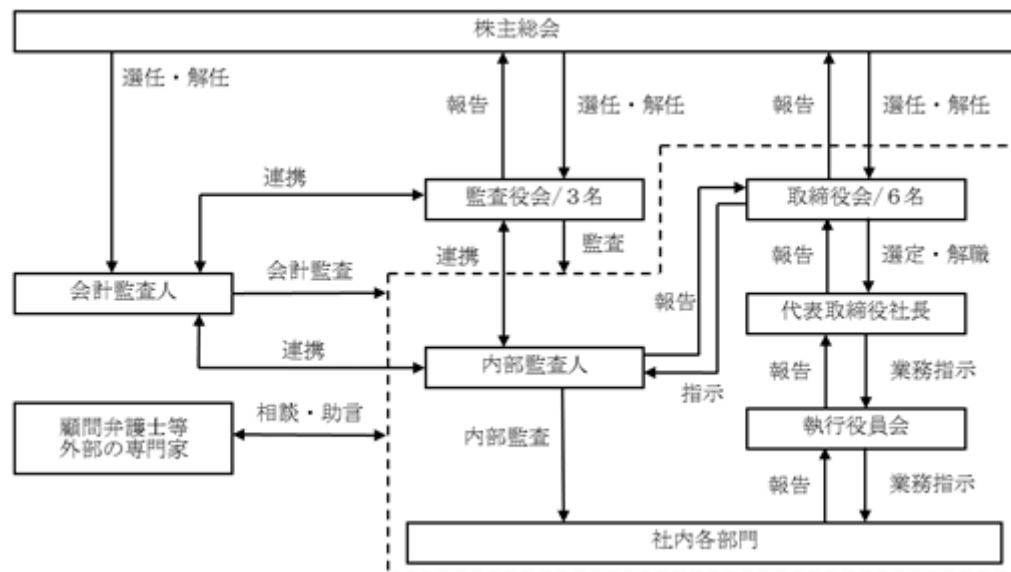 株主総会
選任・解任
報告
選任・解任
報告
選任・解任
連携
監査役会/3名
取締役会/6名
監査
連携
報告
選定・解職
会計監査人
会計監査
報告
代表取締役社長
連携
内部監査人
指示
報告
業務指示
顧問弁護士等
外部の専門家
相談・助言
内部監査
執行役員会
報告
業務指示
社内各部門